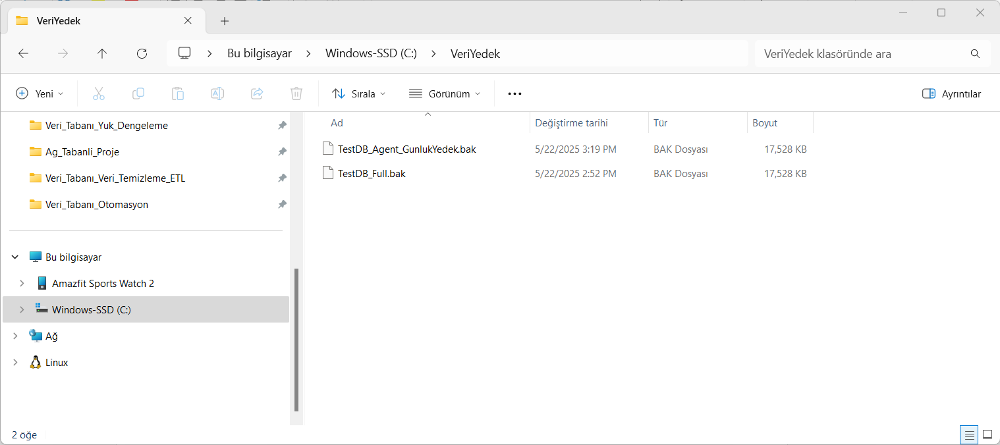 VeriYedek
Bu bilgisayar > Windows-SSD (C:) > VeriYedek
VeriYedek klasöründe ara
Yeni
Sırala
Görünüm
Ayrıntılar
Veri_Tabanı_Yuk_Dengeleme
Ag_Tabanli_Proje
Veri_Tabanı_Veri_Temizleme_ETL
Veri_Tabanı_Otomasyon
Bu bilgisayar
Amazfit Sports Watch 2
Windows-SSD (C:)
Ağ
Linux
Ad Değiştirme tarihi Tür Boyut
TestDB_Agent_GunlukYedek.bak 5/22/2025 3:19 PM BAK Dosyası 17,528 KB
TestDB_Full.bak 5/22/2025 2:52 PM BAK Dosyası 17,528 KB
2 öğe